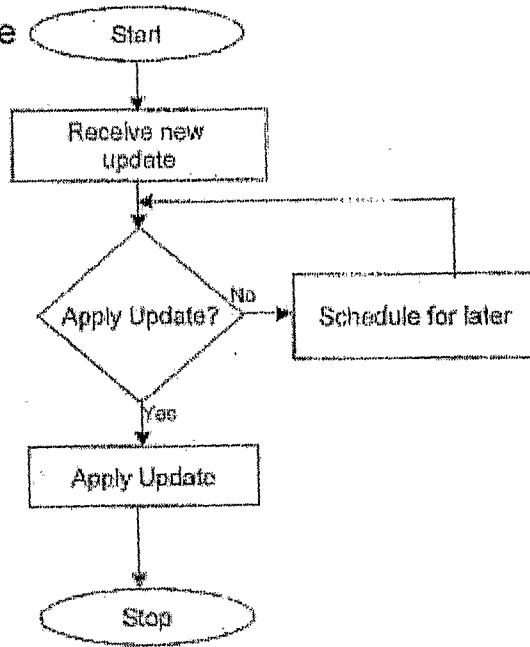 e
Start
Receive new
update
Apply Update?
No
Schedule for later
Yes
Apply Update
Stop